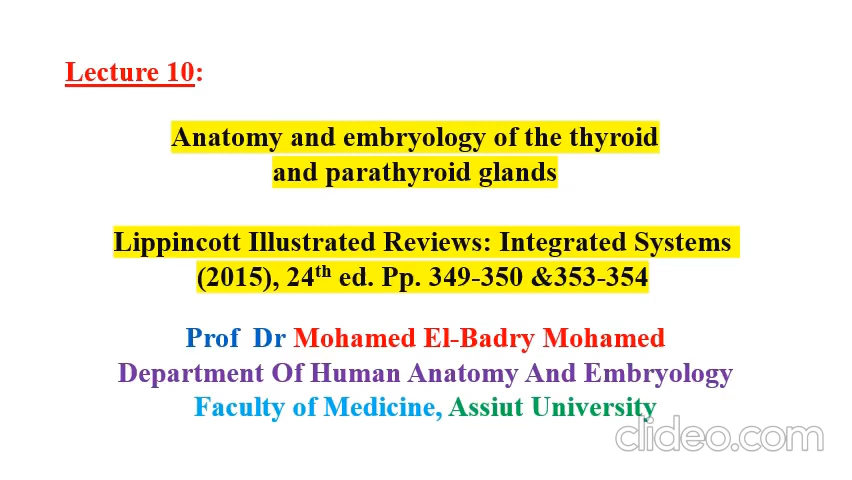 Lecture 10:
Anatomy and embryology of the thyroid
and parathyroid glands
Lippincott Illustrated Reviews: Integrated Systems
(2015), 24th ed. Pp. 349-350 &353-354
Prof  Dr Mohamed El-Badry Mohamed
Department Of Human Anatomy And Embryology
Faculty of Medicine, Assiut University
clideo.com